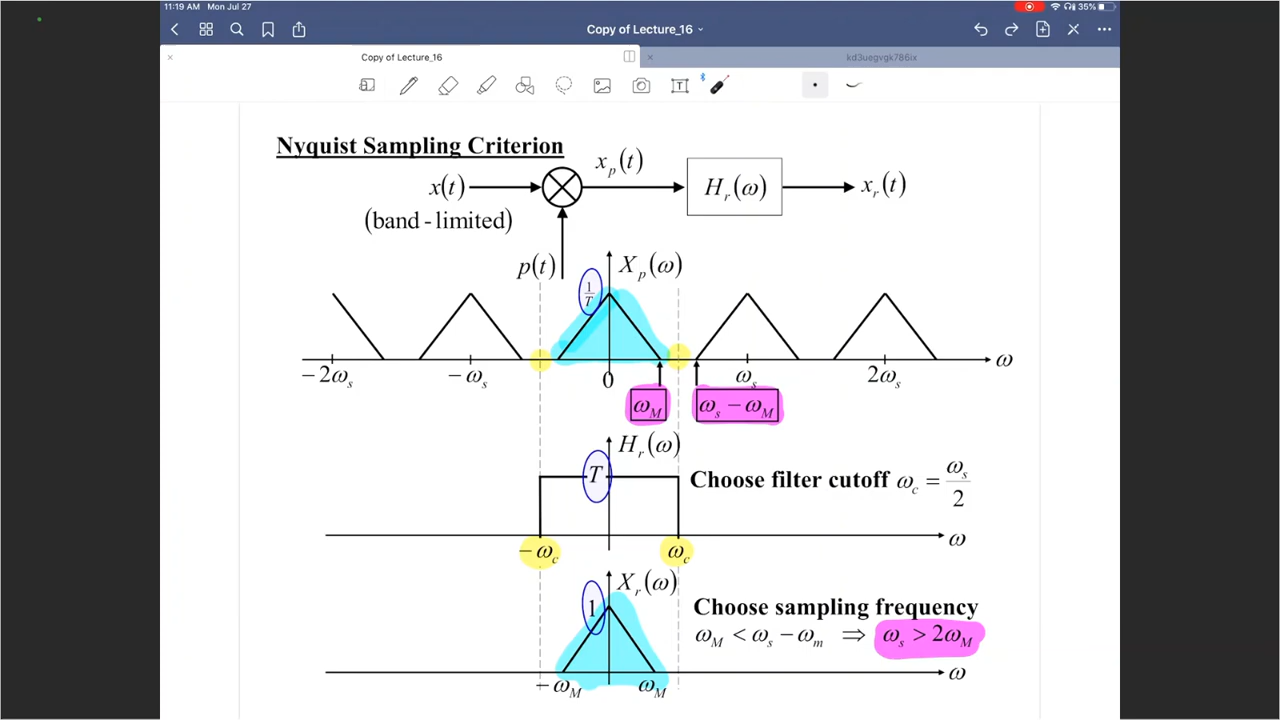 11:19 AM Mon Jul 27
35%
Copy of Lecture_16
Copy of Lecture_16
kd3uegvgk786ix
T
Nyquist Sampling Criterion
x(t)
(band-limited)
p(t)
x_p(t)
H_r(ω)
x_r(t)
X_p(ω)
1/T
−2ω_s
−ω_s
0
ω_s
2ω_s
ω
ω_M
ω_s − ω_M
H_r(ω)
T
Choose filter cutoff ω_c = ω_s/2
−ω_c
ω_c
ω
X_r(ω)
1
Choose sampling frequency
ω_M < ω_s − ω_m ⇒ ω_s > 2ω_M
−ω_M
ω_M
ω